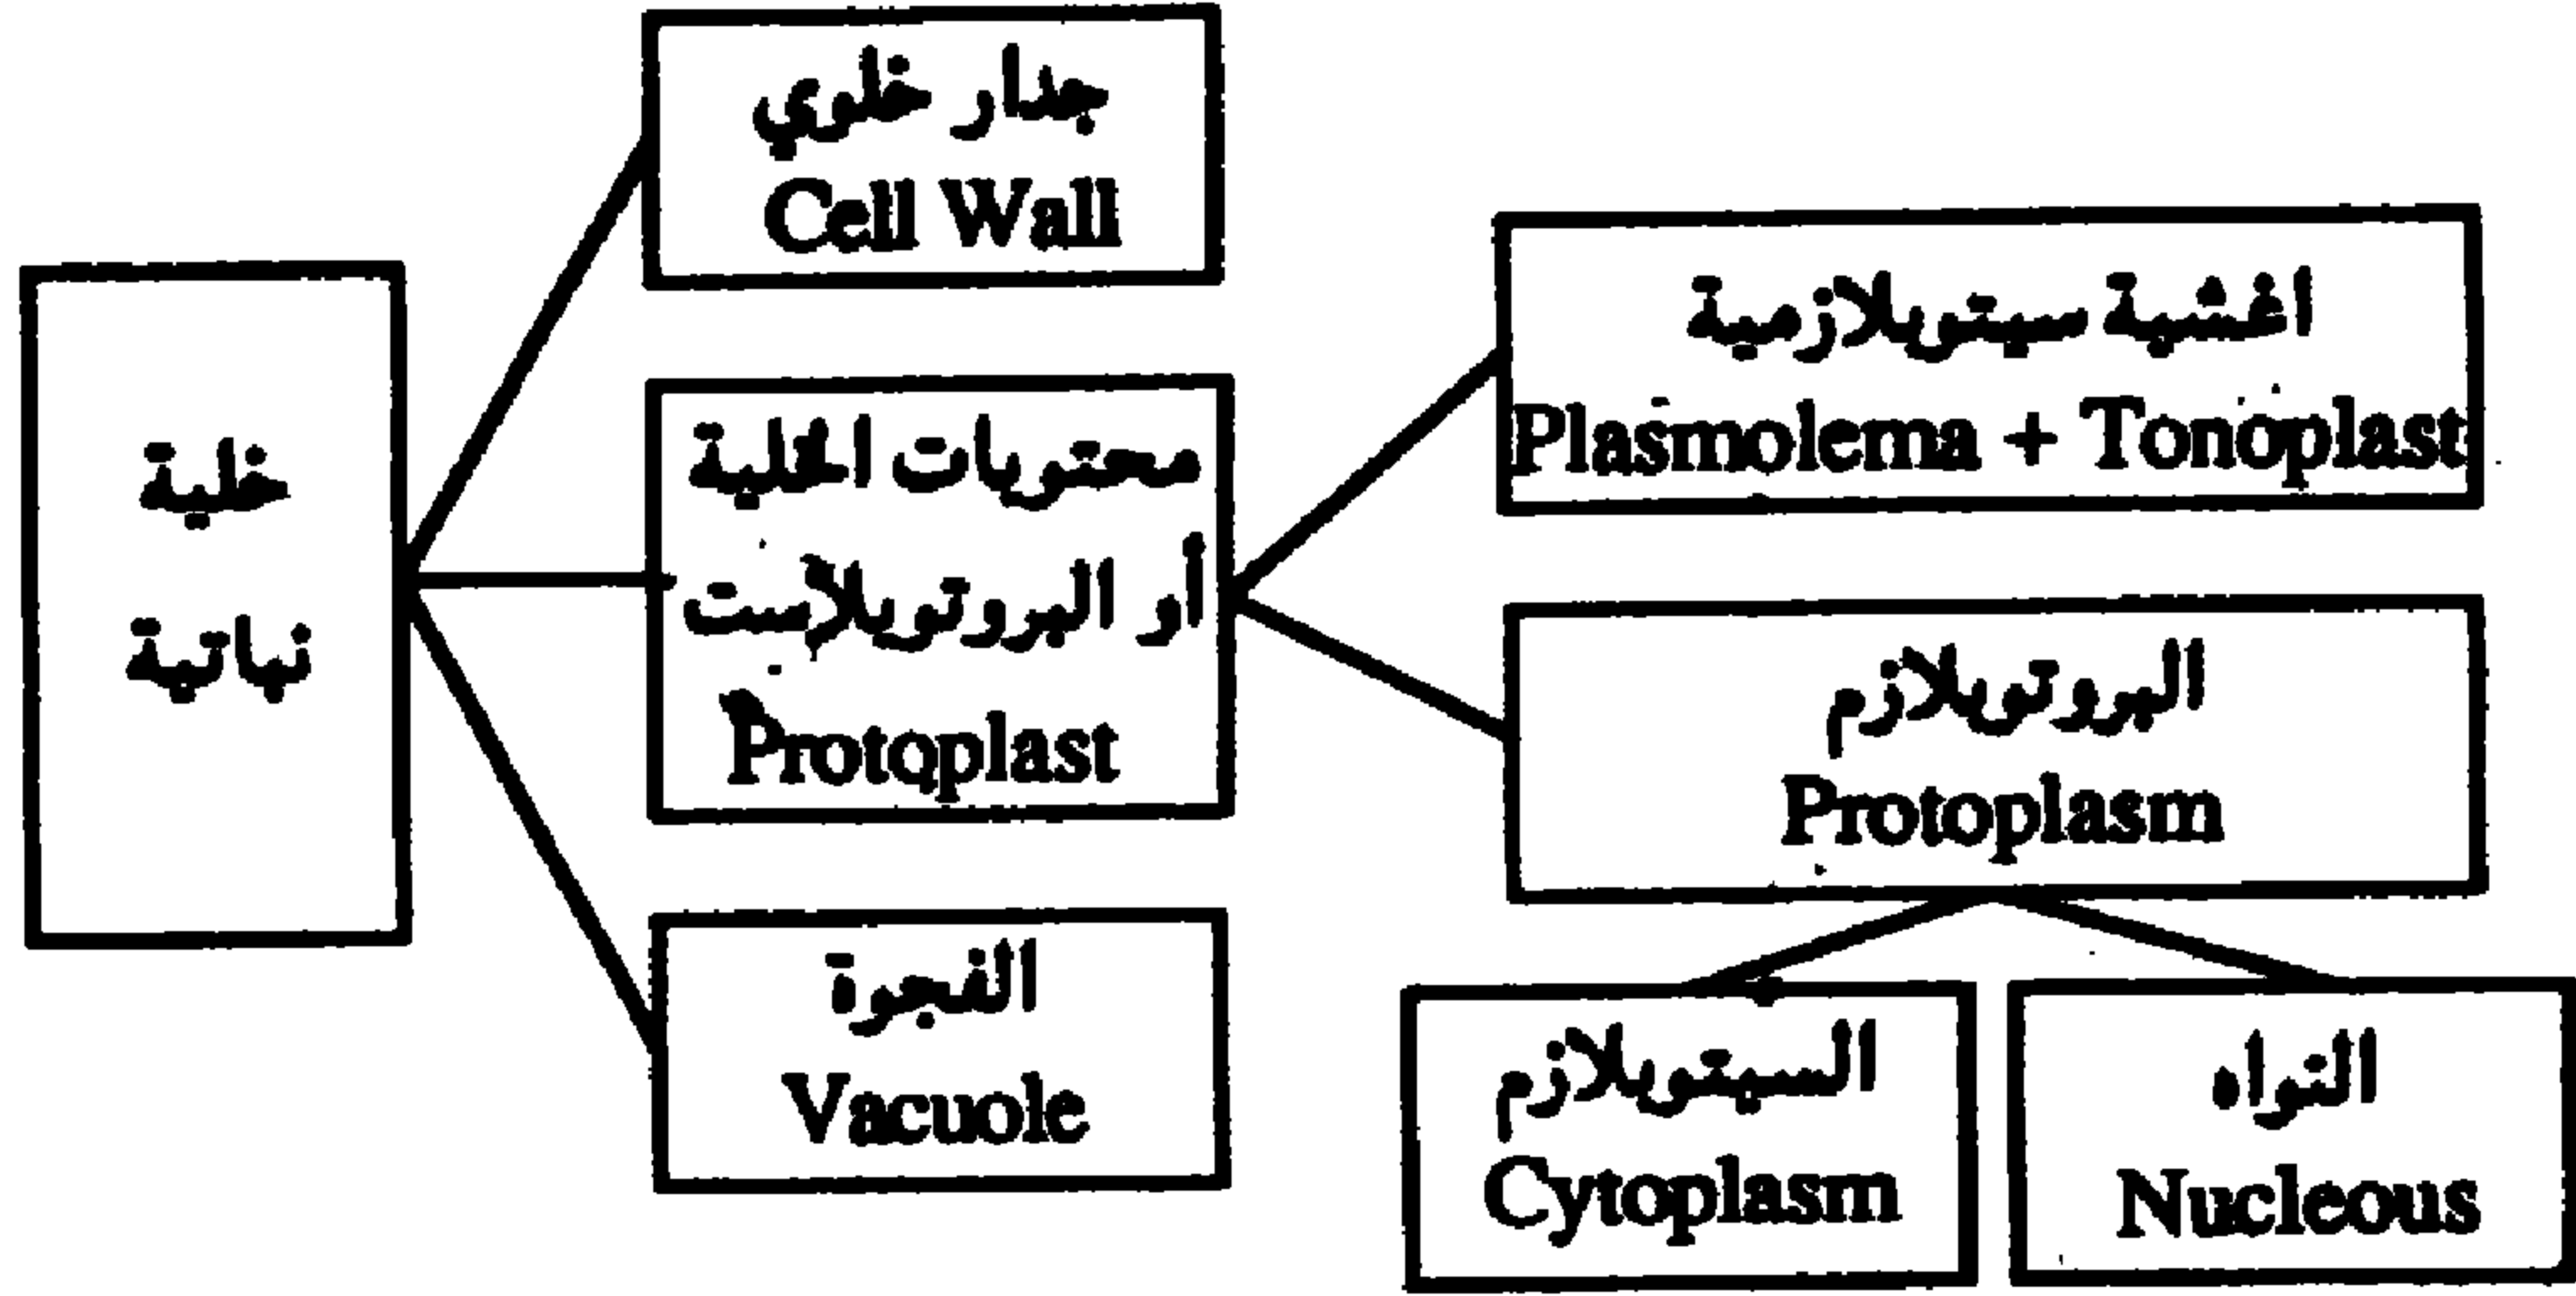 خلية
نباتية
جدار خلوي
Cell Wall
محتويات الخلية
أو البروتوبلاست
Protoplast
الفجوة
Vacuole
اغشية سيتوبلازمية
Plasmolema + Tonoplast
البروتوبلازم
Protoplasm
السيتوبلازم
Cytoplasm
النواه
Nucleous